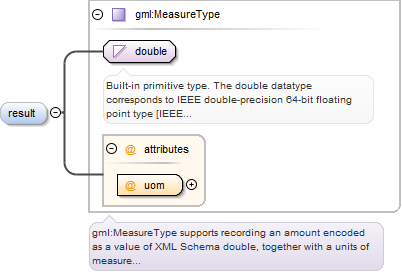 gml:MeasureType
double
Built-in primitive type. The double datatype
corresponds to IEEE double-precision 64-bit floating
point type [IEEE...
result
@ attributes
@ uom
gml:MeasureType supports recording an amount encoded
as a value of XML Schema double, together with a units of
measure...